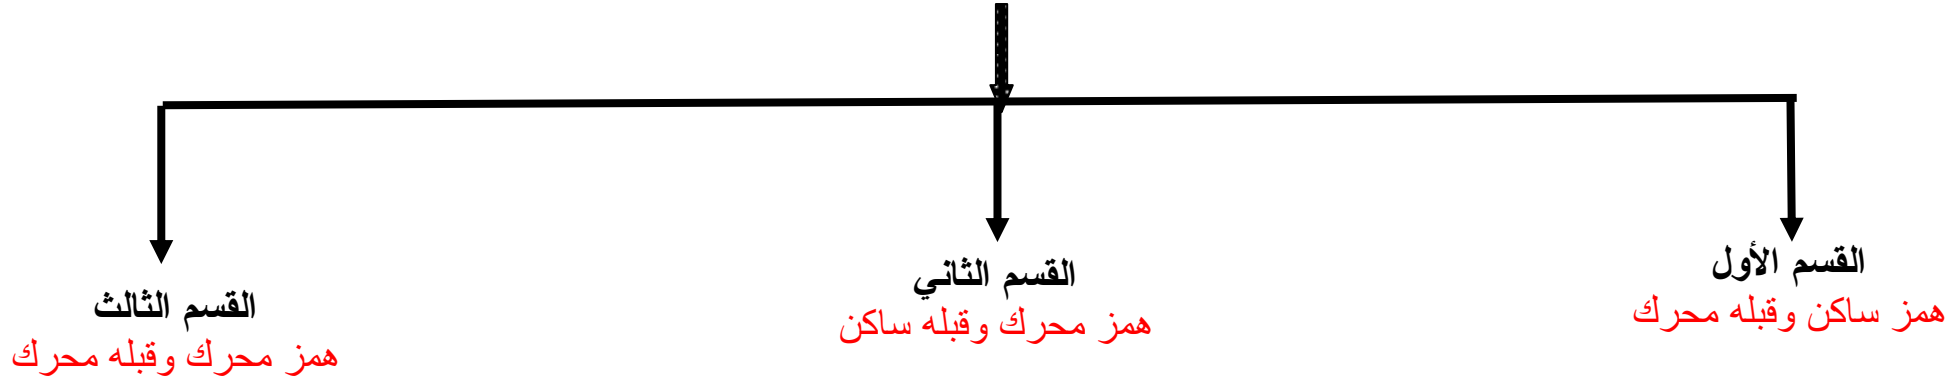 القسم الأول
همز ساكن وقبله محرك
القسم الثاني
همز محرك وقبله ساكن
القسم الثالث
همز محرك وقبله محرك